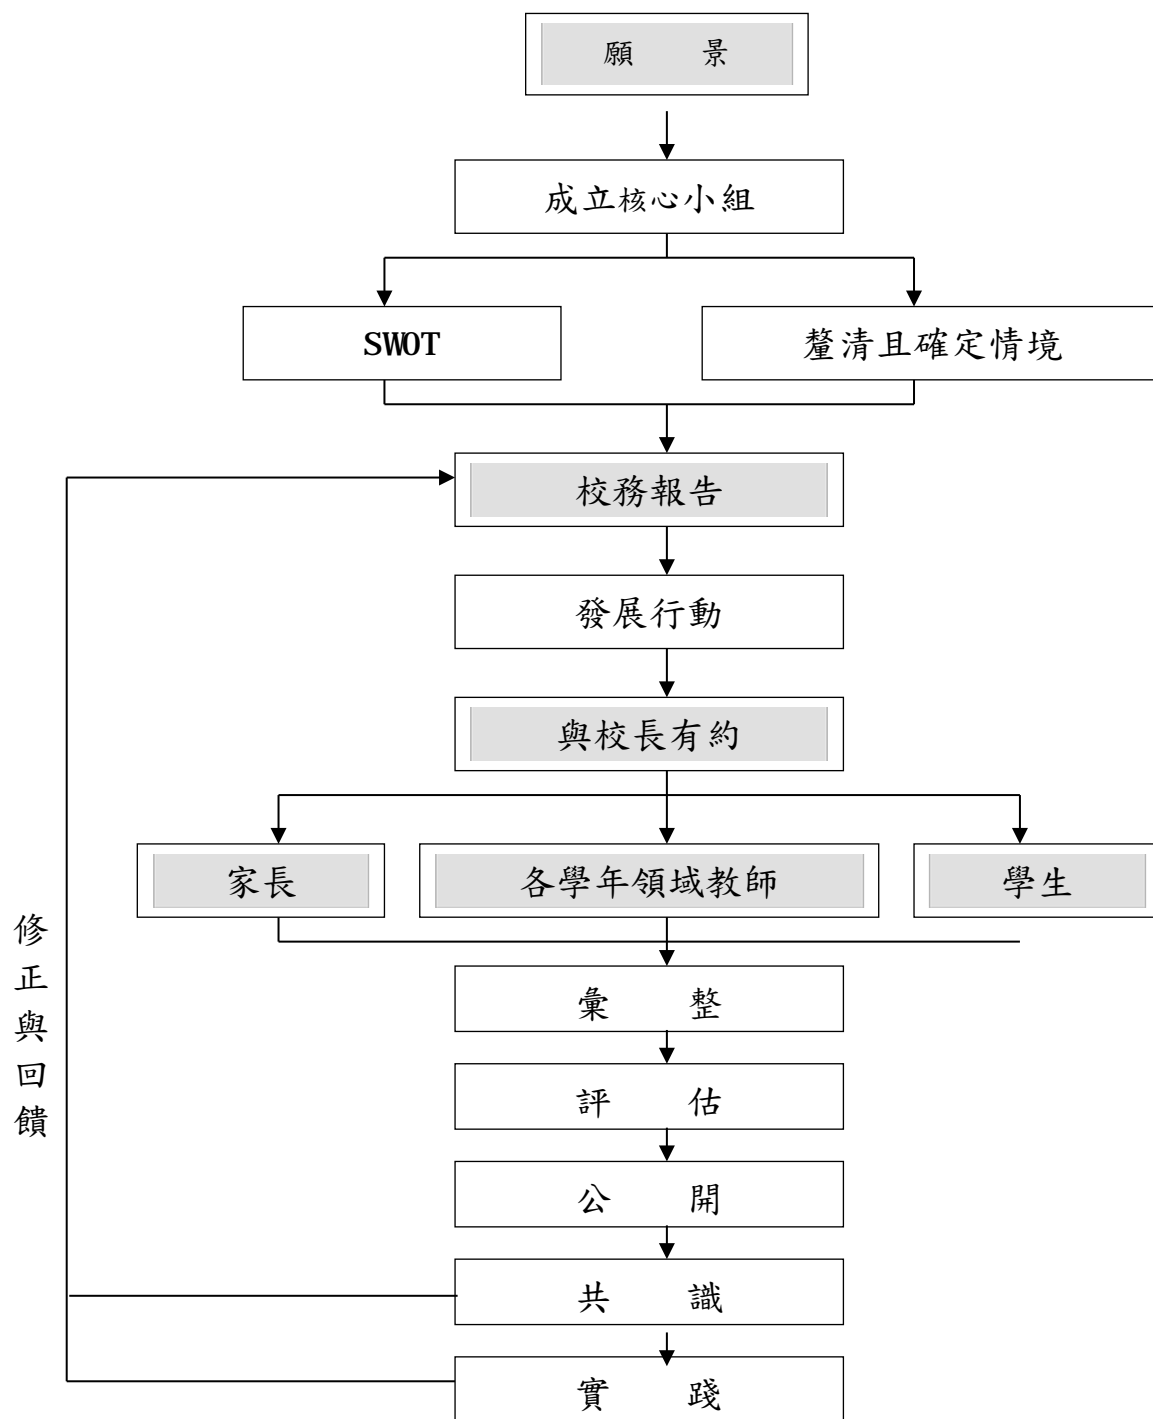 願 景
成立核心小組
SWOT
釐清且確定情境
校務報告
發展行動
與校長有約
家長
各學年領域教師
學生
修正與回饋
彙 整
評 估
公 開
共 識
實 踐